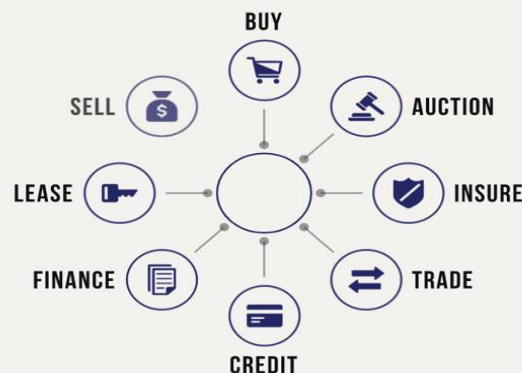 BUY
SELL
AUCTION
LEASE
INSURE
FINANCE
TRADE
CREDIT
$